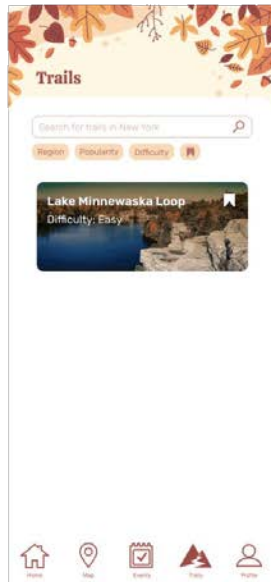 Trails
Search for trails in New York
Region Popularity Difficulty
Lake Minnewaska Loop
Difficulty: Easy
Home Map Events Trails Profile